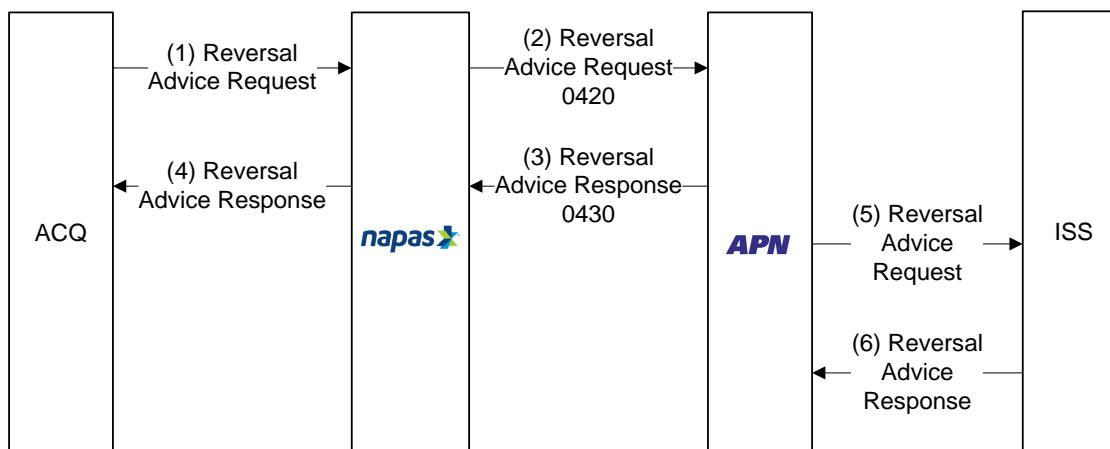 (1) Reversal
Advice Request
(2) Reversal
Advice Request
0420
(4) Reversal
Advice Response
(3) Reversal
Advice Response
0430
ACQ
napas
APN
(5) Reversal
Advice
Request
ISS
(6) Reversal
Advice
Response